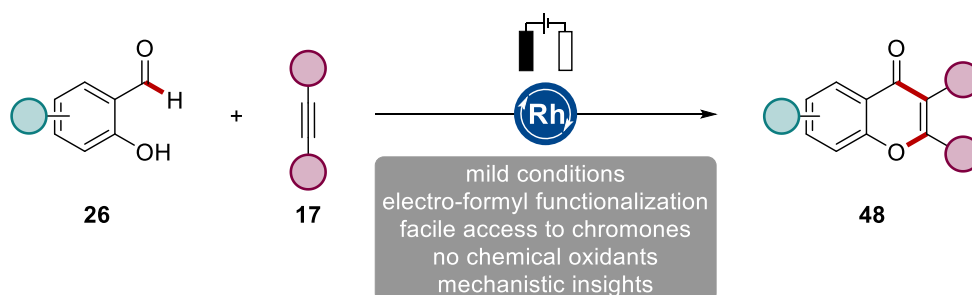 O
H
OH
+
Rh
O
O
mild conditions
electro-formyl functionalization
facile access to chromones
no chemical oxidants
mechanistic insights
26
17
48